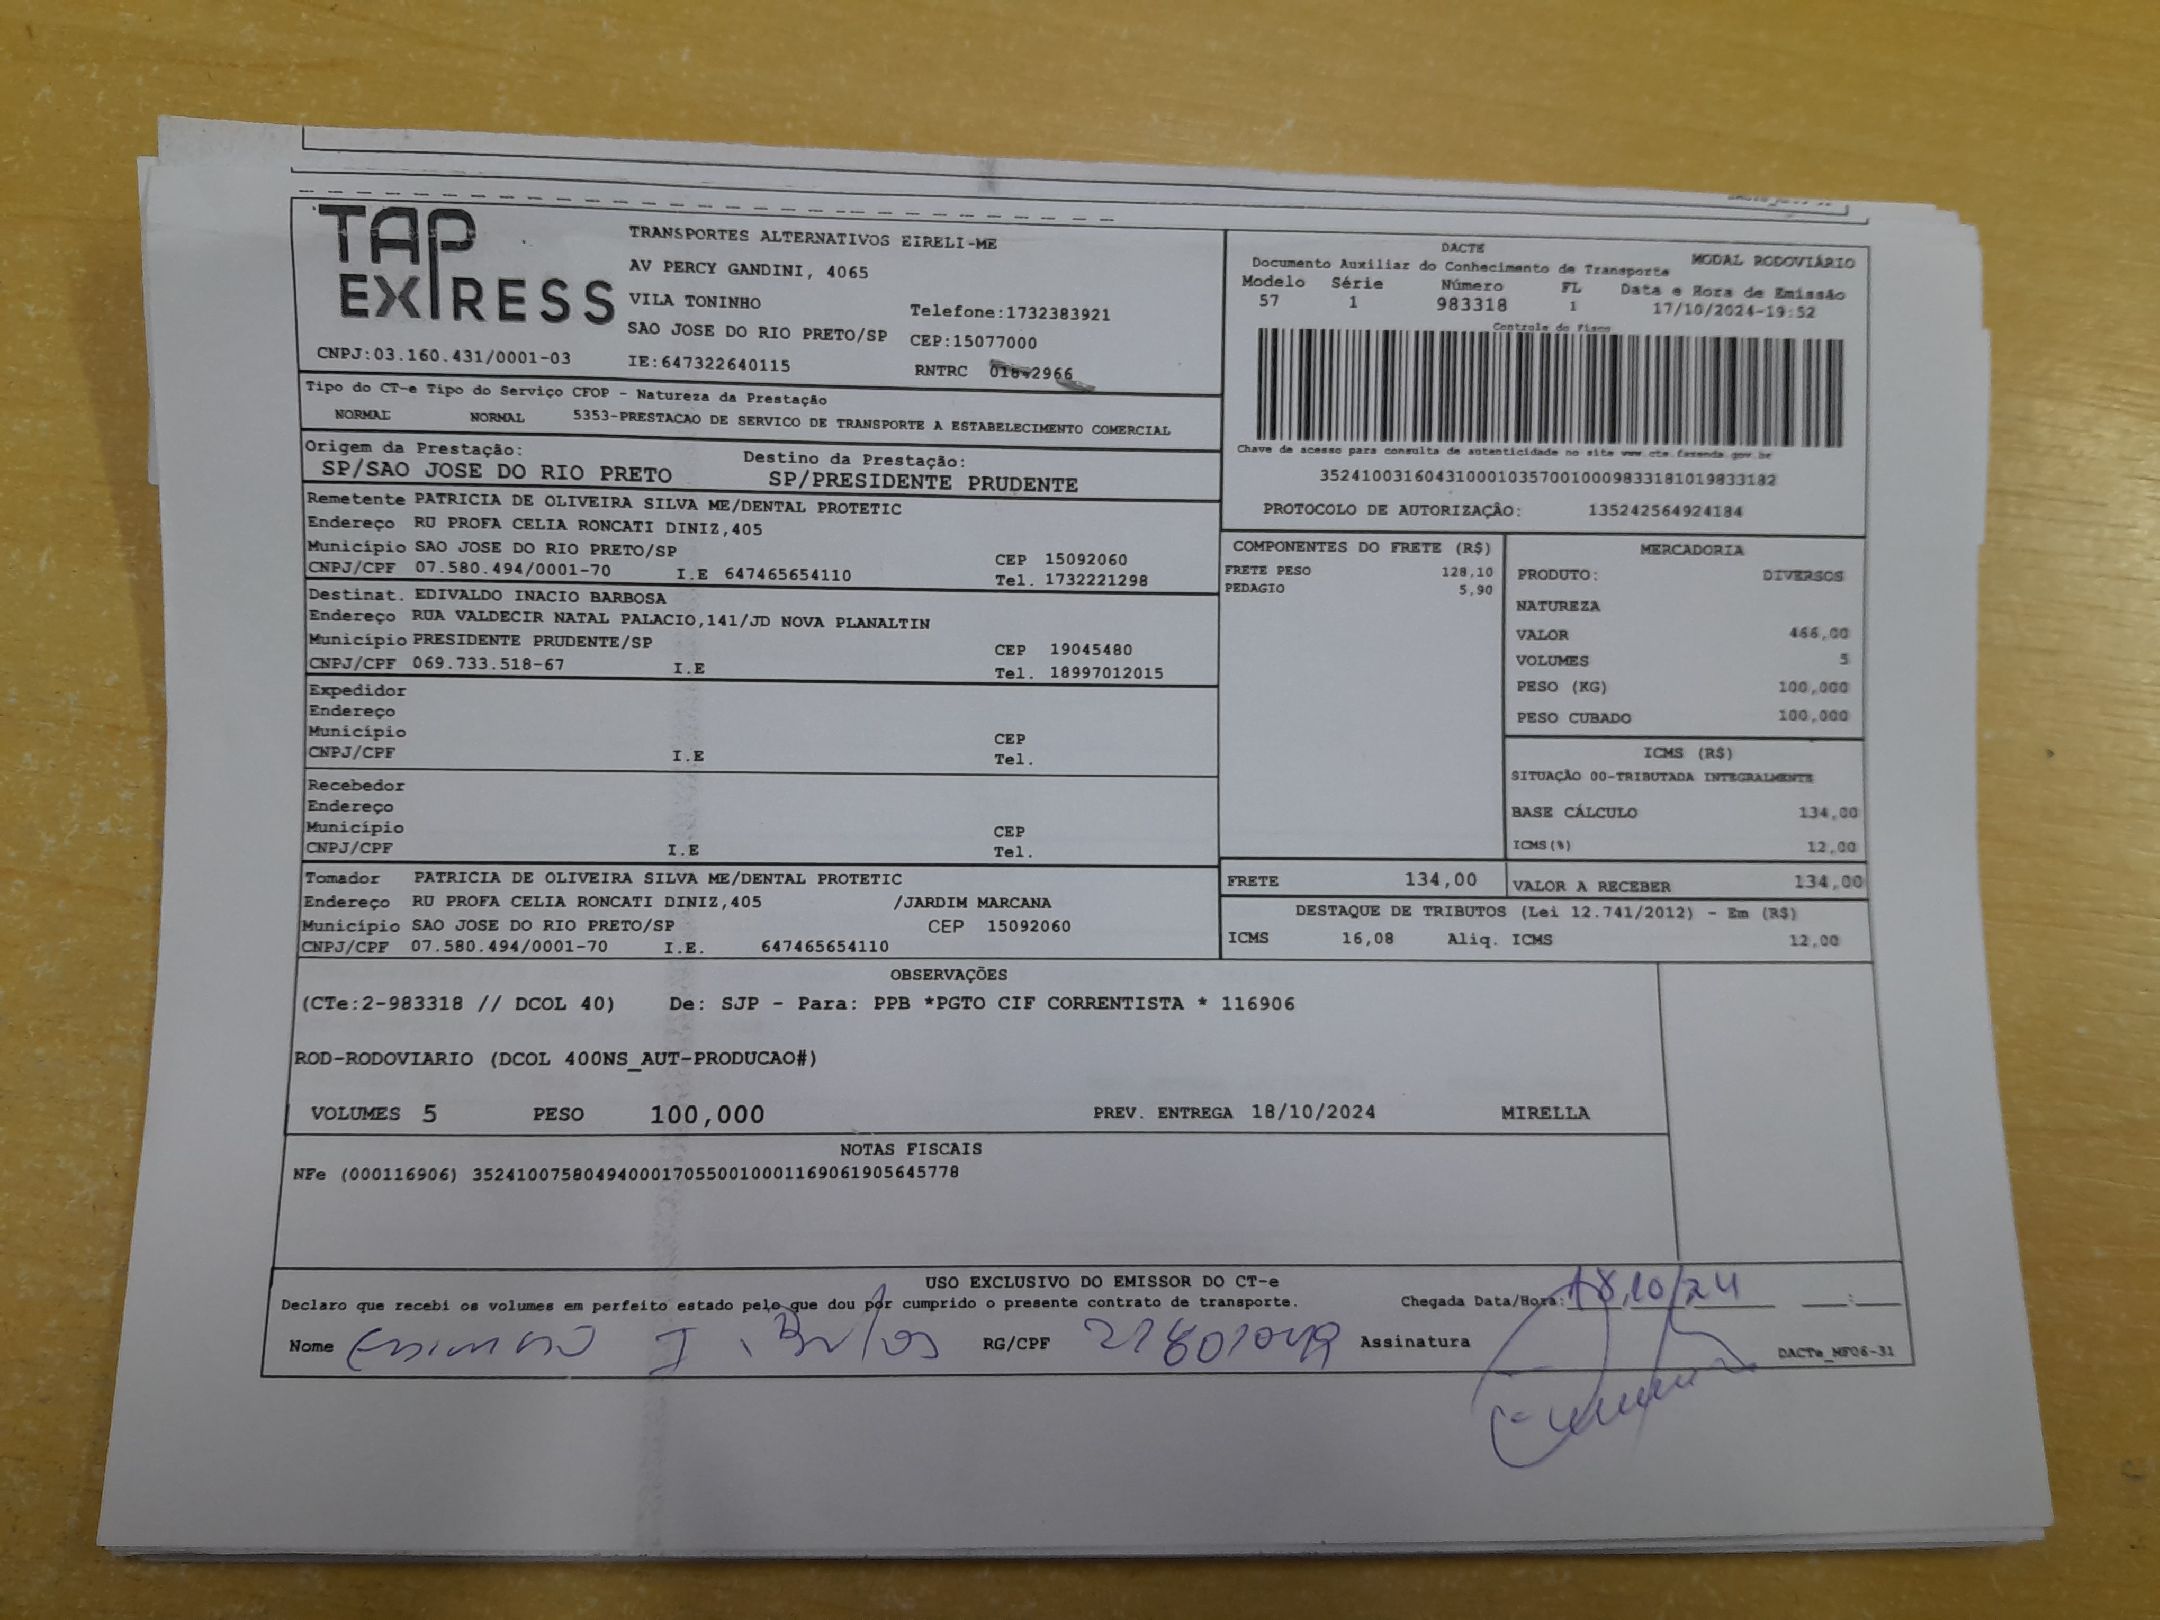 TAP EXPRESS
TRANSPORTES ALTERNATIVOS EIRELI-ME
AV PERCY GANDINI, 4065
VILA TONINHO
Telefone:1732383921
SAO JOSE DO RIO PRETO/SP CEP:15077000
CNPJ:03.160.431/0001-03 IE:647322640115 RNTRC
DACTE MODAL RODOVIÁRIO
Documento Auxiliar do Conhecimento de Transporte
Modelo Série Número FL Data e Hora de Emissão
57 1 983318 1 17/10/2024-19:52
Controle do Fisco
Chave de acesso para consulta de autenticidade no site www.cte.fazenda.gov.br
35241003160431000103570010009833181019833182
PROTOCOLO DE AUTORIZAÇÃO: 135242564924184
Tipo do CT-e Tipo do Serviço CFOP - Natureza da Prestação
NORMAL NORMAL 5353-PRESTACAO DE SERVICO DE TRANSPORTE A ESTABELECIMENTO COMERCIAL
Origem da Prestação: Destino da Prestação:
SP/SAO JOSE DO RIO PRETO SP/PRESIDENTE PRUDENTE
Remetente PATRICIA DE OLIVEIRA SILVA ME/DENTAL PROTETIC
Endereço RU PROFA CELIA RONCATI DINIZ,405
Município SAO JOSE DO RIO PRETO/SP CEP 15092060
CNPJ/CPF 07.580.494/0001-70 I.E 647465654110 Tel. 1732221298
Destinat. EDIVALDO INACIO BARBOSA
Endereço RUA VALDECIR NATAL PALACIO,141/JD NOVA PLANALTIN
Município PRESIDENTE PRUDENTE/SP CEP 19045480
CNPJ/CPF 069.733.518-67 I.E Tel. 18997012015
Expedidor
Endereço
Município CEP
CNPJ/CPF I.E Tel.
Recebedor
Endereço
Município CEP
CNPJ/CPF I.E Tel.
Tomador PATRICIA DE OLIVEIRA SILVA ME/DENTAL PROTETIC
Endereço RU PROFA CELIA RONCATI DINIZ,405 /JARDIM MARCANA
Município SAO JOSE DO RIO PRETO/SP CEP 15092060
CNPJ/CPF 07.580.494/0001-70 I.E. 647465654110
COMPONENTES DO FRETE (R$)
FRETE PESO 128,10
PEDAGIO 5,90
MERCADORIA
PRODUTO: DIVERSOS
NATUREZA
VALOR 466,00
VOLUMES 5
PESO (KG) 100,000
PESO CUBADO 100,000
ICMS (R$)
SITUAÇÃO 00-TRIBUTADA INTEGRALMENTE
BASE CÁLCULO 134,00
ICMS(%) 12,00
FRETE 134,00 VALOR A RECEBER 134,00
DESTAQUE DE TRIBUTOS (Lei 12.741/2012) - Em (R$)
ICMS 16,08 Aliq. ICMS 12,00
OBSERVAÇÕES
(CTe:2-983318 // DCOL 40) De: SJP - Para: PPB *PGTO CIF CORRENTISTA * 116906
ROD-RODOVIARIO (DCOL 400NS_AUT-PRODUCAO#)
VOLUMES 5 PESO 100,000 PREV. ENTREGA 18/10/2024 MIRELLA
NOTAS FISCAIS
NFe (000116906) 35241007580494000170550010001169061905645778
USO EXCLUSIVO DO EMISSOR DO CT-e
Declaro que recebi os volumes em perfeito estado pelo que dou por cumprido o presente contrato de transporte. Chegada Data/Hora: 18/10/24 __:__
Nome RG/CPF Assinatura
DACTe_NF06-31